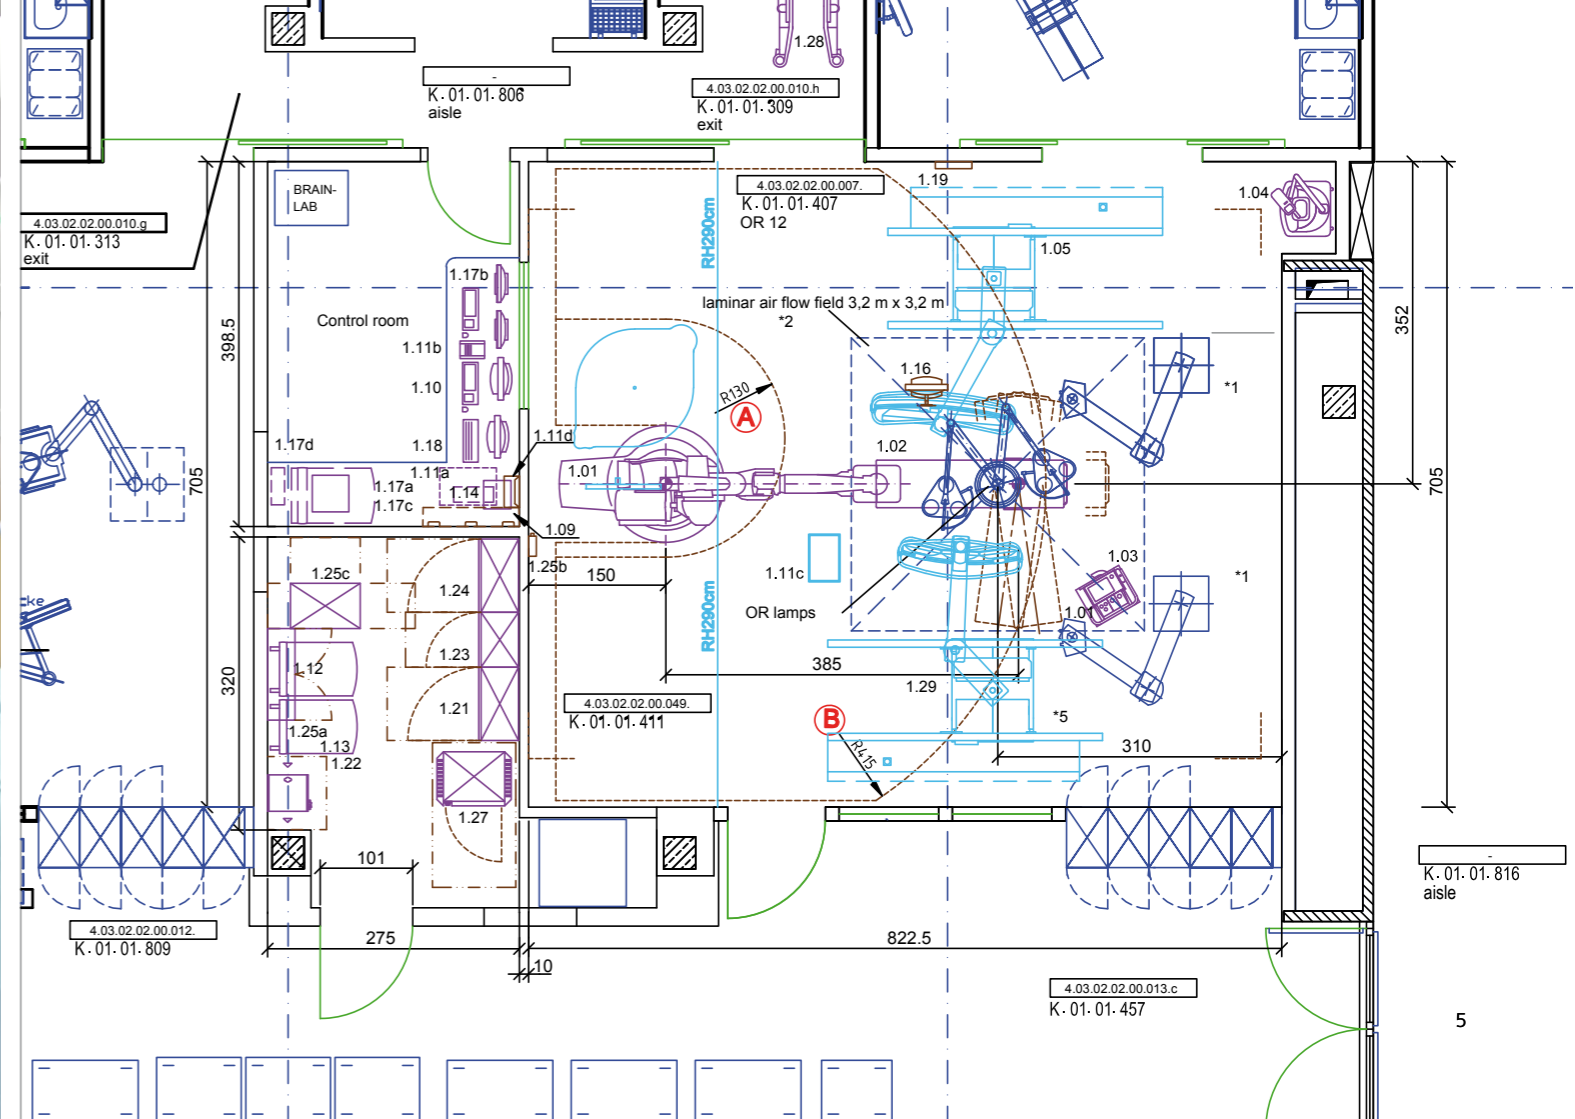 1.28
-
K. 01. 01. 806
aisle
4.03.02.02.00.010.h
K. 01. 01. 309
exit
BRAIN-
LAB
4.03.02.02.00.010.g
K. 01. 01. 313
exit
4.03.02.02.00.007.
K. 01. 01. 407
OR 12
1.19
1.04
RH290cm
1.05
1.17b
laminar air flow field 3,2 m x 3,2 m
*2
Control room
398.5
352
1.11b
1.10
1.16
*1
R130
A
1.18
1.17d
1.11d
1.02
1.11a
1.01
705
1.17a
1.14
1.17c
705
1.09
1.25b
1.25c
150
1.11c
1.03
*1
1.24
OR lamps
1.01
ke
RH290cm
1.23
1.12
385
320
1.29
4.03.02.02.00.049.
K. 01. 01. 411
1.21
B
*5
1.25a
1.13
1.22
R415
310
1.27
101
-
K. 01. 01. 816
aisle
4.03.02.02.00.012.
K. 01. 01. 809
275
822.5
10
4.03.02.02.00.013.c
K. 01. 01. 457
5